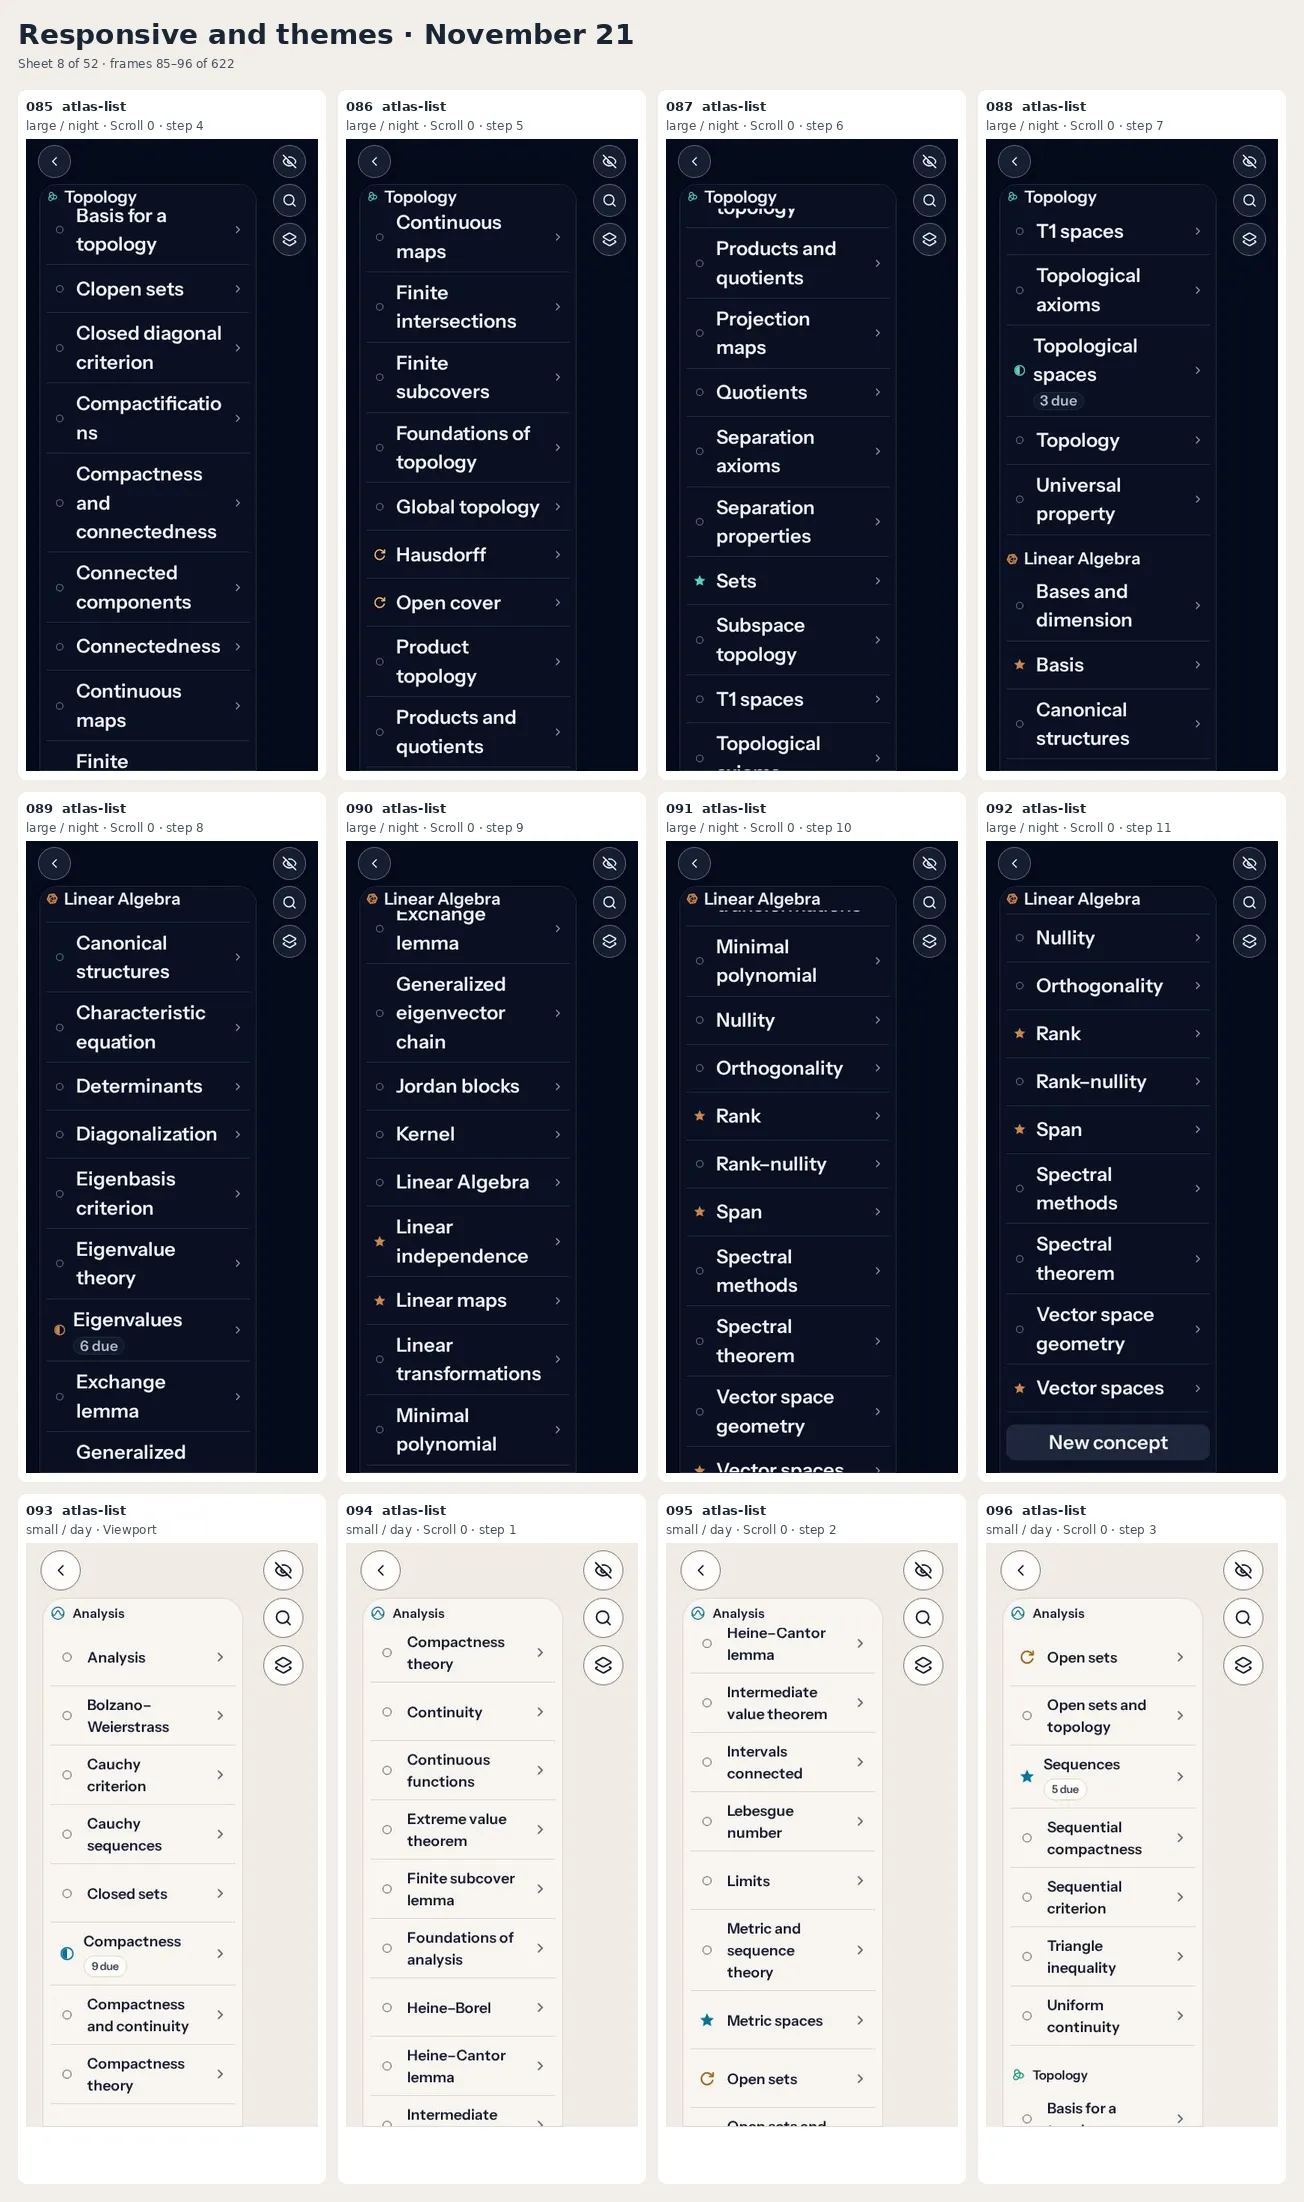 Responsive and themes · November 21
Sheet 8 of 52 · frames 85–96 of 622
085 atlas-list
large / night · Scroll 0 · step 4
Topology
Basis for a
topology
Clopen sets
Closed diagonal
criterion
Compactificatio
ns
Compactness
and
connectedness
Connected
components
Connectedness
Continuous
maps
Finite
086 atlas-list
large / night · Scroll 0 · step 5
Topology
Continuous
maps
Finite
intersections
Finite
subcovers
Foundations of
topology
Global topology
Hausdorff
Open cover
Product
topology
Products and
quotients
087 atlas-list
large / night · Scroll 0 · step 6
Topology
topology
Products and
quotients
Projection
maps
Quotients
Separation
axioms
Separation
properties
Sets
Subspace
topology
T1 spaces
Topological
axioms
088 atlas-list
large / night · Scroll 0 · step 7
Topology
T1 spaces
Topological
axioms
Topological
spaces
3 due
Topology
Universal
property
Linear Algebra
Bases and
dimension
Basis
Canonical
structures
089 atlas-list
large / night · Scroll 0 · step 8
Linear Algebra
Canonical
structures
Characteristic
equation
Determinants
Diagonalization
Eigenbasis
criterion
Eigenvalue
theory
Eigenvalues
6 due
Exchange
lemma
Generalized
090 atlas-list
large / night · Scroll 0 · step 9
Linear Algebra
Exchange
lemma
Generalized
eigenvector
chain
Jordan blocks
Kernel
Linear Algebra
Linear
independence
Linear maps
Linear
transformations
Minimal
polynomial
091 atlas-list
large / night · Scroll 0 · step 10
Linear Algebra
transformations
Minimal
polynomial
Nullity
Orthogonality
Rank
Rank–nullity
Span
Spectral
methods
Spectral
theorem
Vector space
geometry
Vector spaces
092 atlas-list
large / night · Scroll 0 · step 11
Linear Algebra
Nullity
Orthogonality
Rank
Rank–nullity
Span
Spectral
methods
Spectral
theorem
Vector space
geometry
Vector spaces
New concept
093 atlas-list
small / day · Viewport
Analysis
Analysis
Bolzano–
Weierstrass
Cauchy
criterion
Cauchy
sequences
Closed sets
Compactness
9 due
Compactness
and continuity
Compactness
theory
094 atlas-list
small / day · Scroll 0 · step 1
Analysis
Compactness
theory
Continuity
Continuous
functions
Extreme value
theorem
Finite subcover
lemma
Foundations of
analysis
Heine–Borel
Heine–Cantor
lemma
Intermediate
095 atlas-list
small / day · Scroll 0 · step 2
Analysis
Heine–Cantor
lemma
Intermediate
value theorem
Intervals
connected
Lebesgue
number
Limits
Metric and
sequence
theory
Metric spaces
Open sets
Open sets and
096 atlas-list
small / day · Scroll 0 · step 3
Analysis
Open sets
Open sets and
topology
Sequences
5 due
Sequential
compactness
Sequential
criterion
Triangle
inequality
Uniform
continuity
Topology
Basis for a